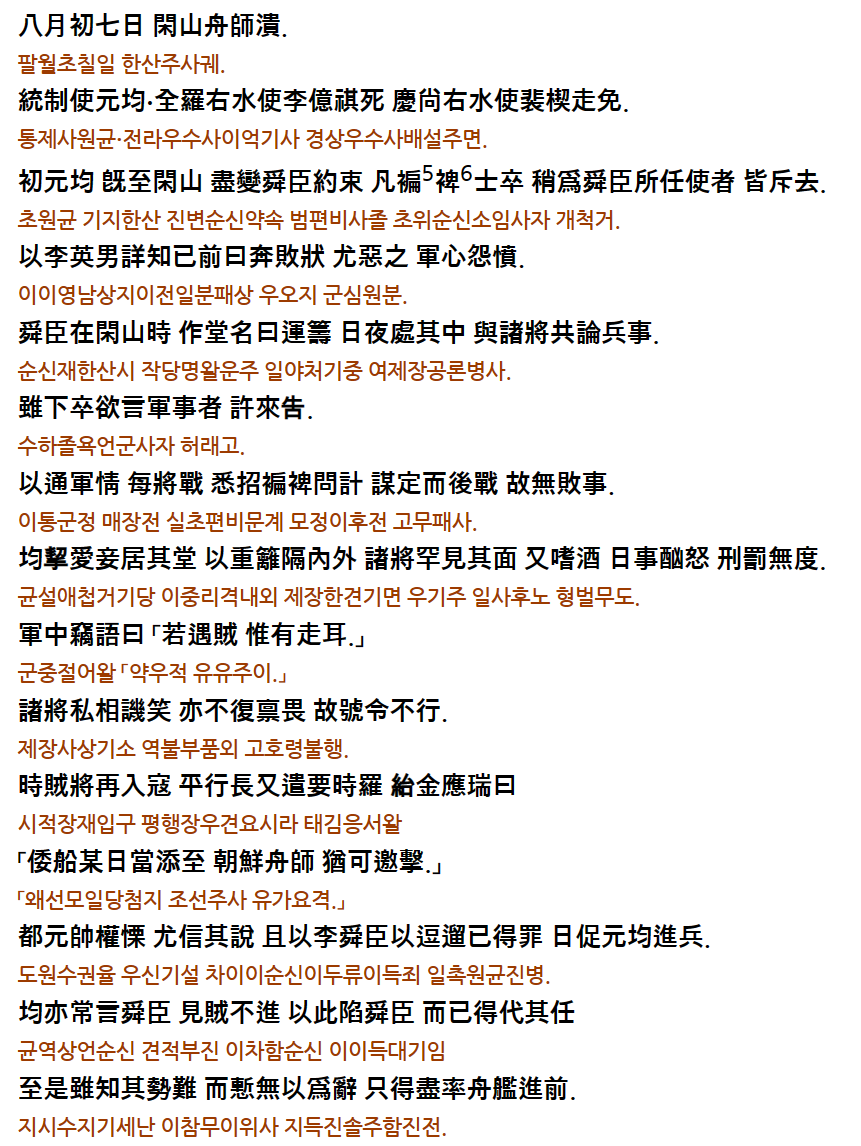 八月初七日 閑山舟師潰.
팔월초칠일 한산주사궤.
統制使元均·全羅右水使李億祺死 慶尙右水使裴楔走免.
통제사원균·전라우수사이억기사 경상우수사배설주면.
初元均 旣至閑山 盡變舜臣約束 凡褊5裨6士卒 稍爲舜臣所任使者 皆斥去.
초원균 기지한산 진변순신약속 범편비사졸 초위순신소임사자 개척거.
以李英男詳知已前曰奔敗狀 尤惡之 軍心怨憤.
이이영남상지이전일분패상 우오지 군심원분.
舜臣在閑山時 作堂名曰運籌 日夜處其中 與諸將共論兵事.
순신재한산시 작당명왈운주 일야처기중 여제장공론병사.
雖下卒欲言軍事者 許來告.
수하졸욕언군사자 허래고.
以通軍情 每將戰 悉招褊裨問計 謀定而後戰 故無敗事.
이통군정 매장전 실초편비문계 모정이후전 고무패사.
均挈愛妾居其堂 以重籬隔內外 諸將罕見其面 又嗜酒 日事酗怒 刑罰無度.
균설애첩거기당 이중리격내외 제장한견기면 우기주 일사후노 형벌무도.
軍中竊語曰 ｢若遇賊 惟有走耳.｣
군중절어왈 ｢약우적 유유주이.｣
諸將私相譏笑 亦不復禀畏 故號令不行.
제장사상기소 역불부품외 고호령불행.
時賊將再入寇 平行長又遣要時羅 紿金應瑞曰
시적장재입구 평행장우견요시라 태김응서왈
｢倭船某日當添至 朝鮮舟師 猶可邀擊.｣
｢왜선모일당첨지 조선주사 유가요격.｣
都元帥權慄 尤信其說 且以李舜臣以逗遛已得罪 日促元均進兵.
도원수권율 우신기설 차이이순신이두류이득죄 일촉원균진병.
均亦常言舜臣 見賊不進 以此陷舜臣 而已得代其任
균역상언순신 견적부진 이차함순신 이이득대기임
至是雖知其勢難 而慙無以爲辭 只得盡率舟艦進前.
지시수지기세난 이참무이위사 지득진솔주함진전.